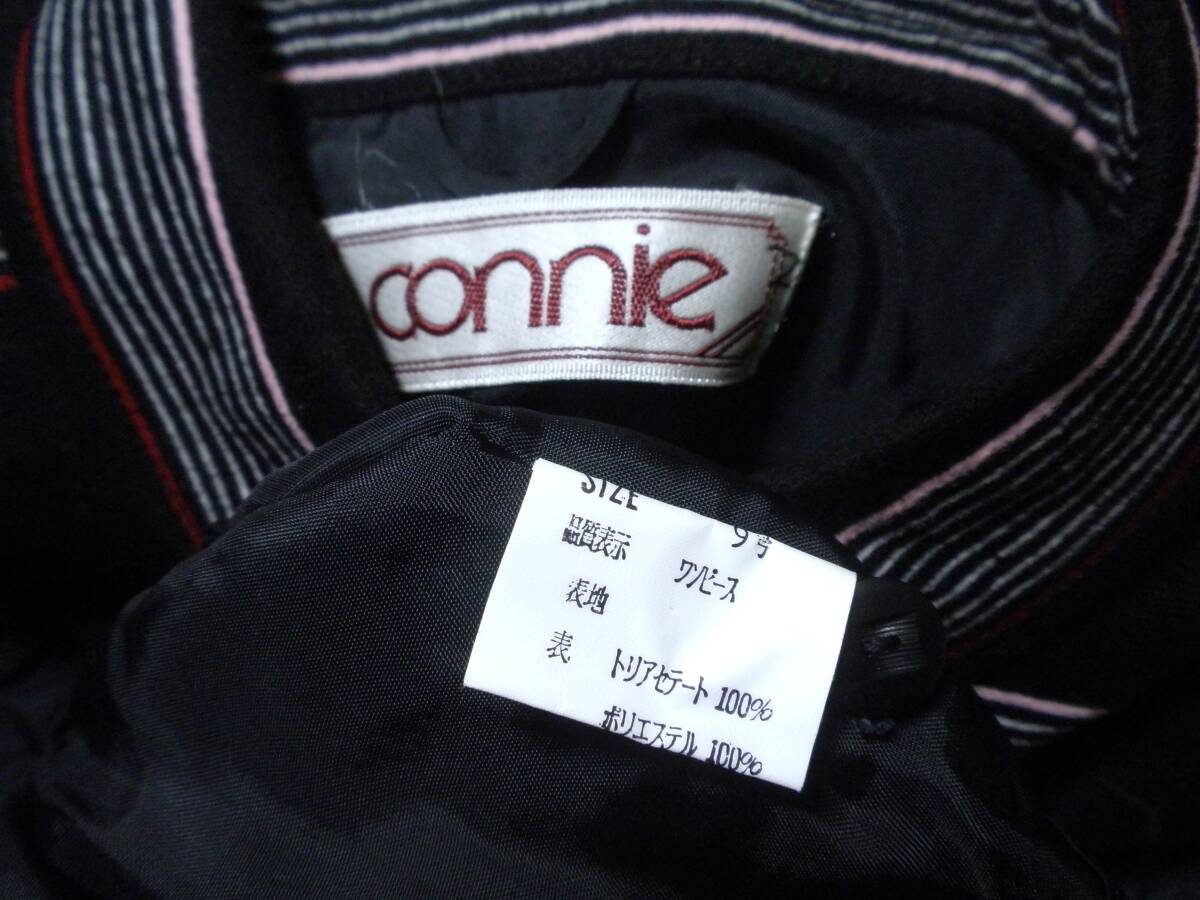 connie
SIZE 9号
品質表示 ワンピース
表地
表 トリアセテート 100%
ポリエステル 100%